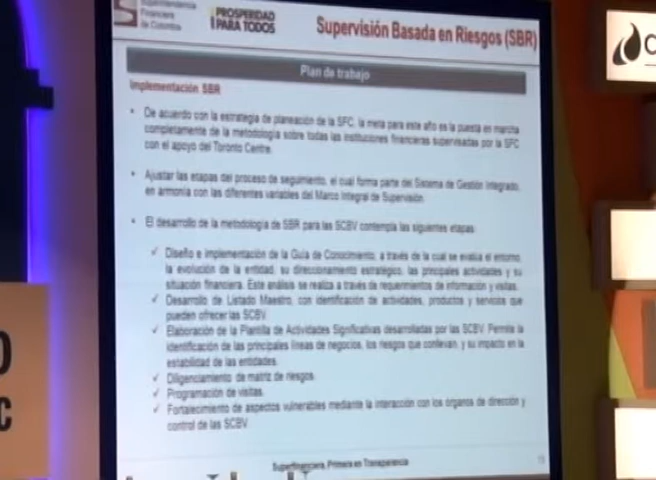 Superintendencia
Financiera
de Colombia
PROSPERIDAD
PARA TODOS
Supervisión Basada en Riesgos (SBR)
Plan de trabajo
Implementación SBR
• De acuerdo con la estrategia de planeación de la SFC, la meta para este año es la puesta en marcha
completamente de la metodología sobre todas las instituciones financieras supervisadas por la SFC
con el apoyo del Toronto Centre.
• Ajustar las etapas del proceso de seguimiento, el cual forma parte del Sistema de Gestión Integrado,
en armonía con las diferentes variables del Marco Integral de Supervisión.
• El desarrollo de la metodología de SBR para las SCBV contempla las siguientes etapas:
✓ Diseño e implementación de la Guía de Conocimiento, a través de la cual se evalúa el entorno,
la evolución de la entidad, su direccionamiento estratégico, las principales actividades y su
situación financiera. Este análisis se realiza a través de requerimientos de información y visitas.
✓ Desarrollo de Listado Maestro, con identificación de actividades, productos y servicios que
pueden ofrecer las SCBV.
✓ Elaboración de la Plantilla de Actividades Significativas desarrolladas por las SCBV. Permite la
identificación de las principales líneas de negocios, los riesgos que conllevan, y su impacto en la
estabilidad de las entidades.
✓ Diligenciamiento de matriz de riesgos.
✓ Programación de visitas.
✓ Fortalecimiento de aspectos vulnerables mediante la interacción con los órganos de dirección y
control de las SCBV.
Superfinanciera, Primera en Transparencia